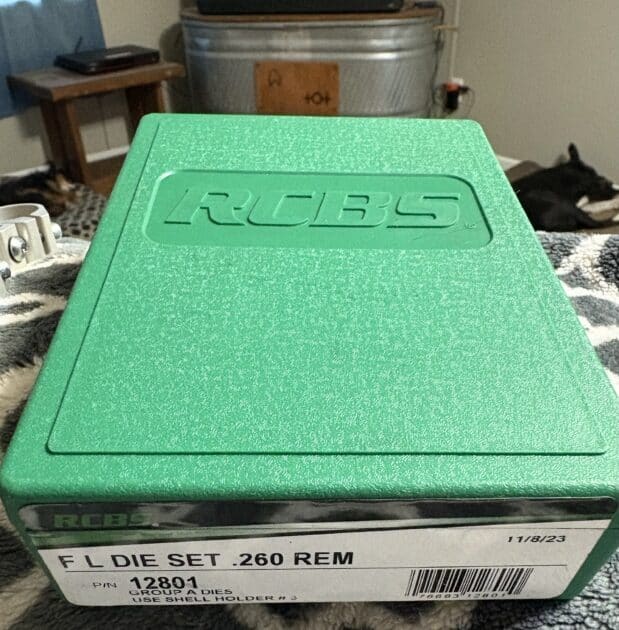 RCBS
RCBS
11/8/23
F L DIE SET .260 REM
P/N 12801
GROUP A DIES
USE SHELL HOLDER # 3